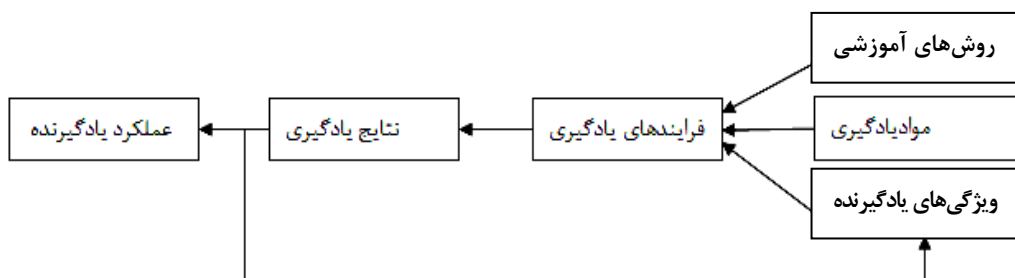 روش‌های آموزشی
موادیادگیری
ویژگی‌های یادگیرنده
فرایندهای یادگیری
نتایج یادگیری
عملکرد یادگیرنده